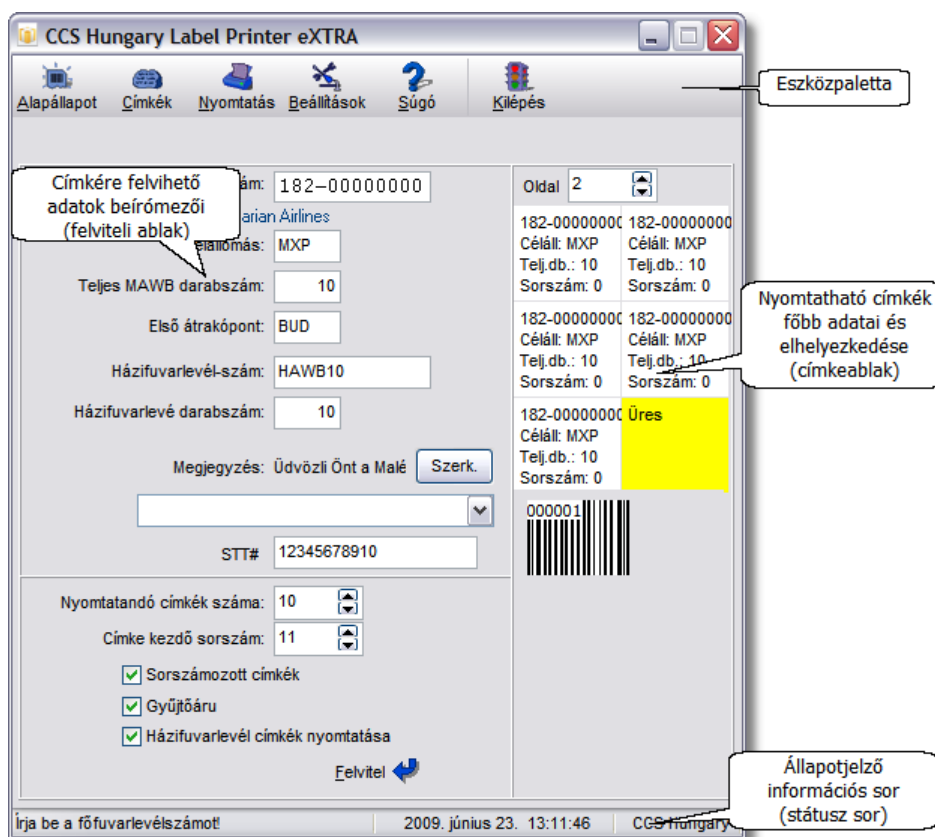 CCS Hungary Label Printer eXTRA
Alapállapot Címkék Nyomtatás Beállítások Súgó Kilépés
Eszközpaletta
Címkére felvihető
adatok beírómezői
(felviteli ablak)
szám: 182-00000000
arian Airlines
élállomás: MXP
Teljes MAWB darabszám: 10
Első átrakópont: BUD
Házifuvarlevél-szám: HAWB10
Házifuvarlevé darabszám: 10
Megjegyzés: Üdvözli Önt a Malé Szerk.
STT# 12345678910
Oldal 2
182-00000000 182-00000000
Céláll: MXP Céláll: MXP
Telj.db.: 10 Telj.db.: 10
Sorszám: 0 Sorszám: 0
182-00000000 182-00000000
Céláll: MXP Céláll: MXP
Telj.db.: 10 Telj.db.: 10
Sorszám: 0 Sorszám: 0
182-00000000 Üres
Céláll: MXP
Telj.db.: 10
Sorszám: 0
000001
Nyomtatható címkék
főbb adatai és
elhelyezkedése
(címkeablak)
Nyomtatandó címkék száma: 10
Címke kezdő sorszám: 11
Sorszámozott címkék
Gyűjtőáru
Házifuvarlevél címkék nyomtatása
Felvitel
Állapotjelző
információs sor
(státusz sor)
Írja be a főfuvarlevélszámot! 2009. június 23. 13:11:46 CCS Hungary